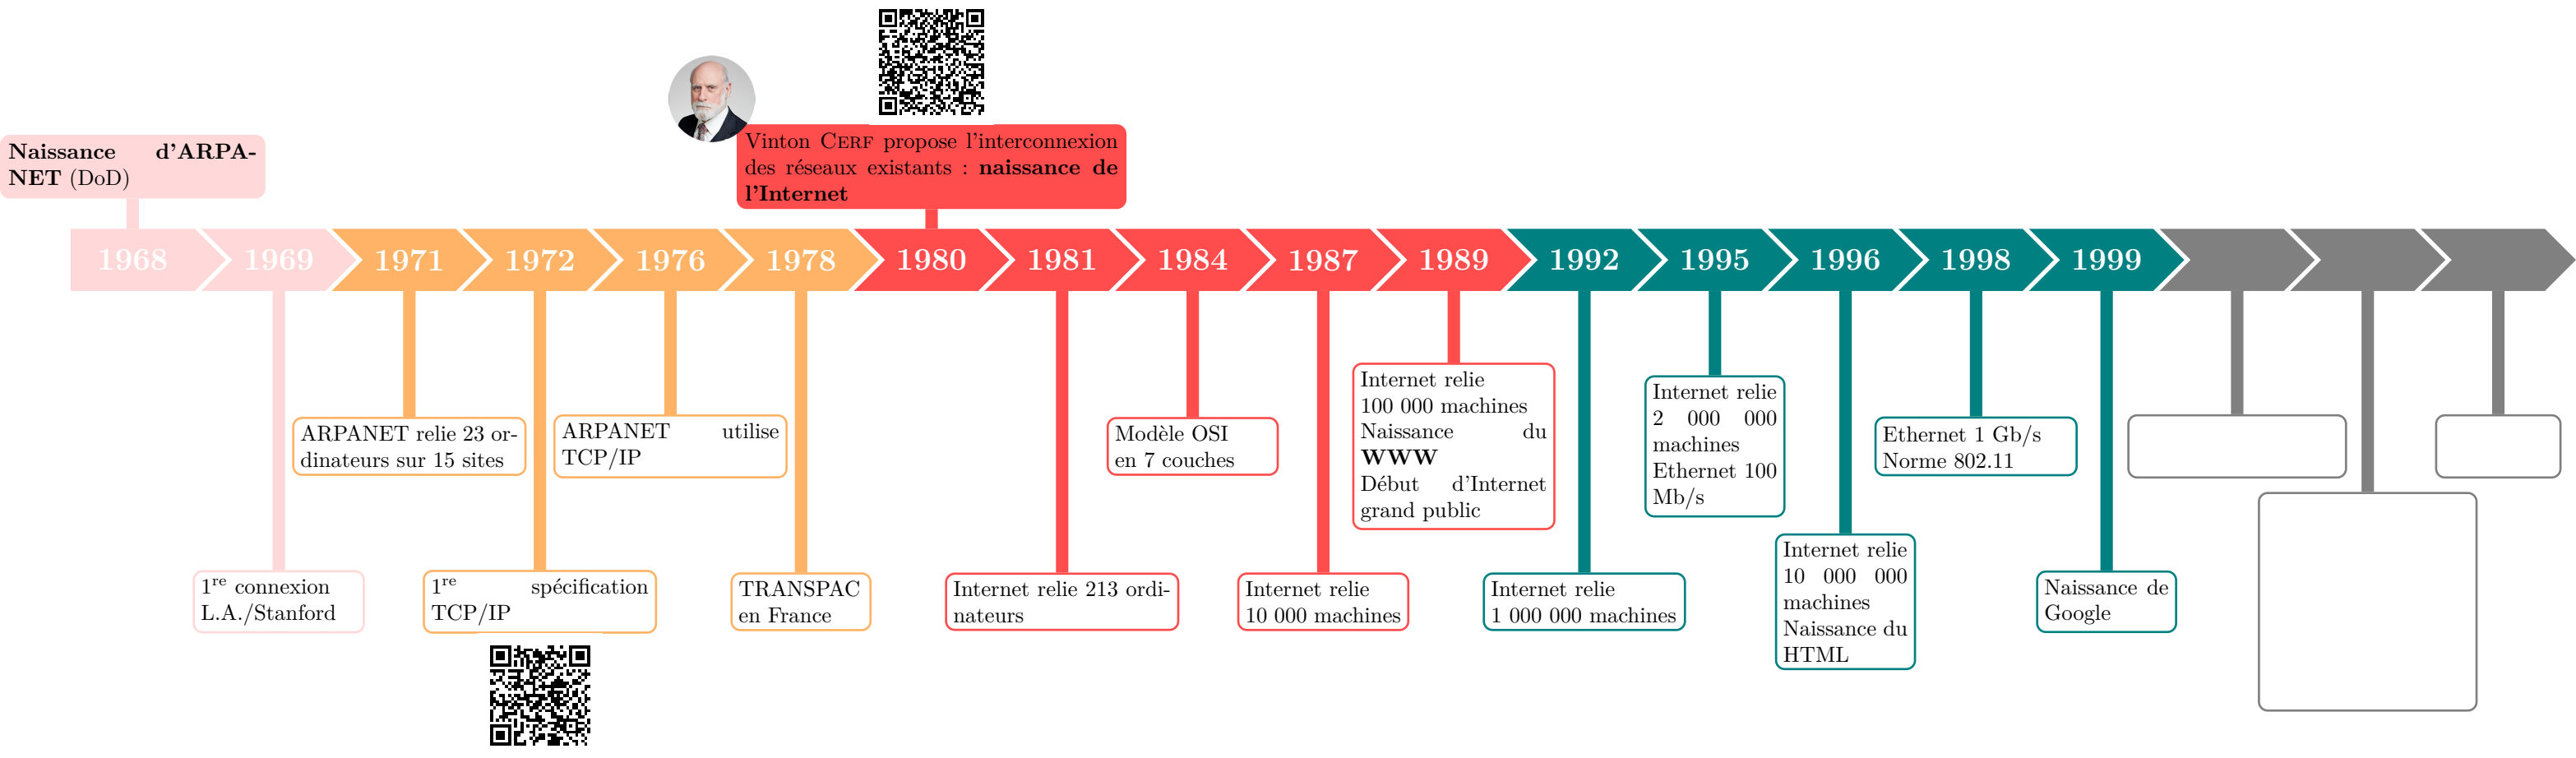 Naissance d'ARPA-
NET (DoD)
Vinton CERF propose l'interconnexion
des réseaux existants : naissance de
l'Internet
1968 1969 1971 1972 1976 1978 1980 1981 1984 1987 1989 1992 1995 1996 1998 1999
1re connexion
L.A./Stanford
ARPANET relie 23 or-
dinateurs sur 15 sites
1re spécification
TCP/IP
ARPANET utilise
TCP/IP
TRANSPAC
en France
Internet relie 213 ordi-
nateurs
Modèle OSI
en 7 couches
Internet relie
10 000 machines
Internet relie
100 000 machines
Naissance du
WWW
Début d'Internet
grand public
Internet relie
1 000 000 machines
Internet relie
2 000 000
machines
Ethernet 100
Mb/s
Internet relie
10 000 000
machines
Naissance du
HTML
Ethernet 1 Gb/s
Norme 802.11
Naissance de
Google